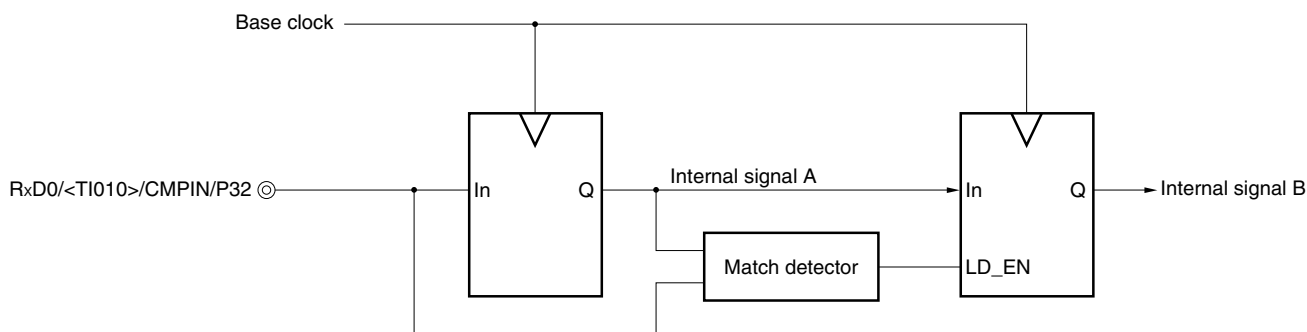 Base clock
RxD0/<TI010>/CMPIN/P32
In
Q
Internal signal A
In
Q
Internal signal B
Match detector
LD_EN